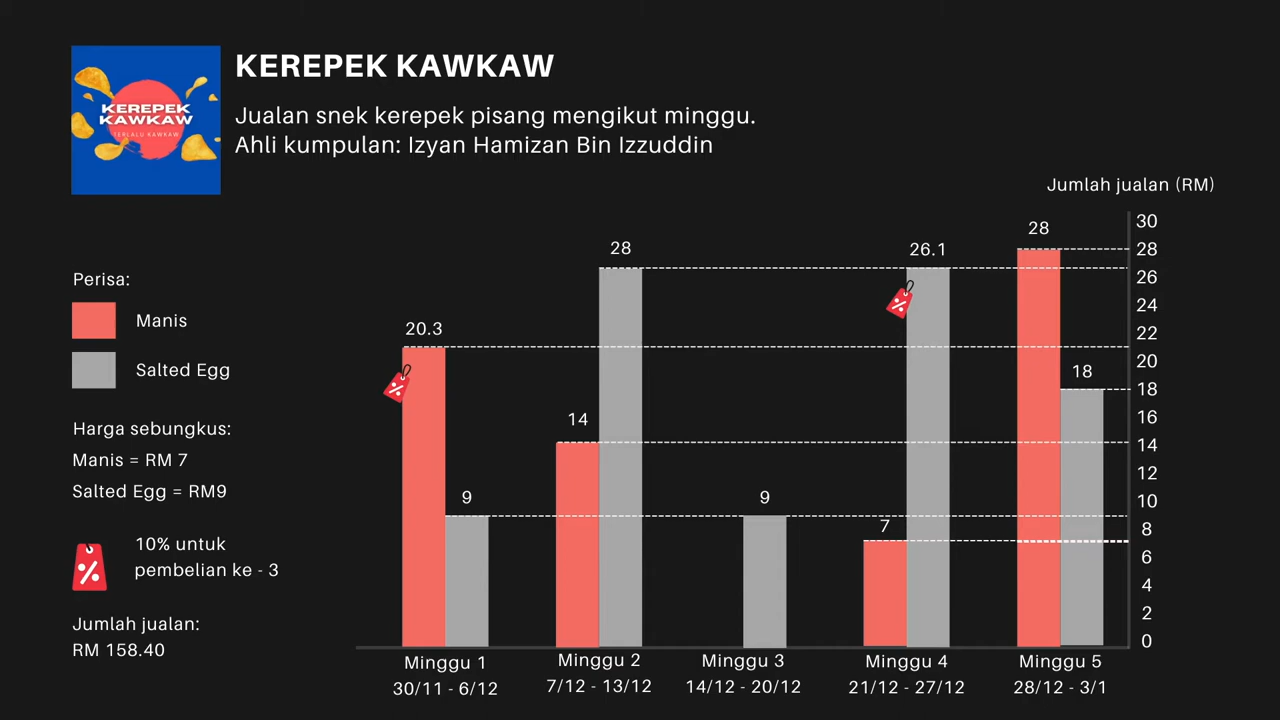 KEREPEK KAWKAW
Jualan snek kerepek pisang mengikut minggu.
Ahli kumpulan: Izyan Hamizan Bin Izzuddin
KEREPEK
KAWKAW
TERLALU KAWKAW
Jumlah jualan (RM)
Perisa:
Manis
Salted Egg
Harga sebungkus:
Manis = RM 7
Salted Egg = RM9
%
10% untuk
pembelian ke - 3
Jumlah jualan:
RM 158.40
20.3
%
9
14
28
9
7
26.1
%
28
18
30
28
26
24
22
20
18
16
14
12
10
8
6
4
2
0
Minggu 1
30/11 - 6/12
Minggu 2
7/12 - 13/12
Minggu 3
14/12 - 20/12
Minggu 4
21/12 - 27/12
Minggu 5
28/12 - 3/1